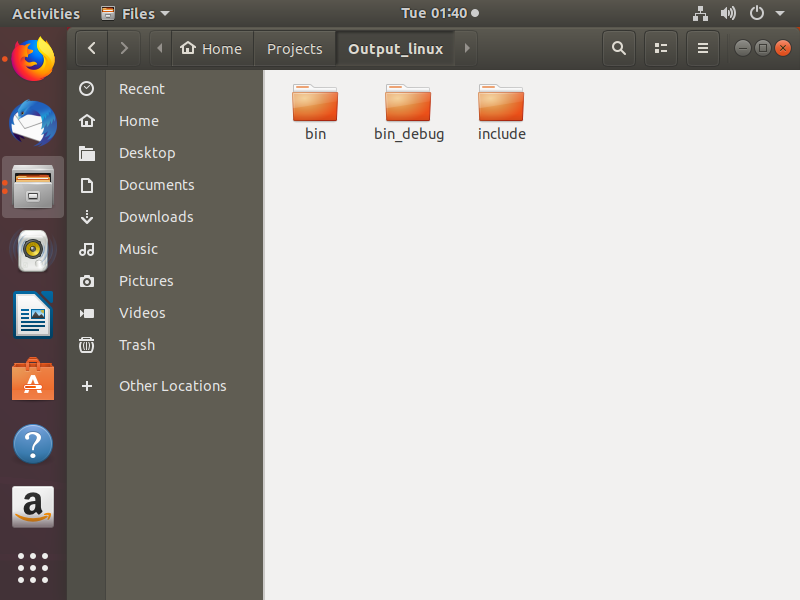 Activities Files Tue 01:40
Home Projects Output_linux
Recent
Home
Desktop
Documents
Downloads
Music
Pictures
Videos
Trash
Other Locations
bin bin_debug include